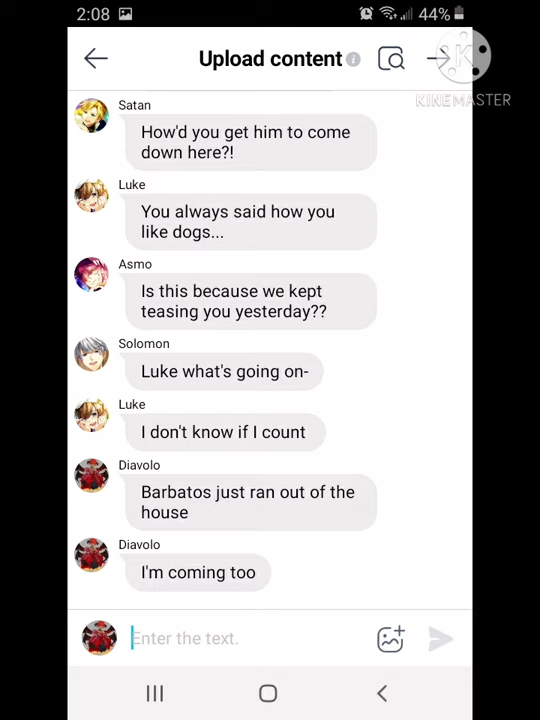 2:08
44%
Upload content
K
KINEMASTER
Satan
How'd you get him to come
down here?!
Luke
You always said how you
like dogs...
Asmo
Is this because we kept
teasing you yesterday??
Solomon
Luke what's going on-
Luke
I don't know if I count
Diavolo
Barbatos just ran out of the
house
Diavolo
I'm coming too
Enter the text.